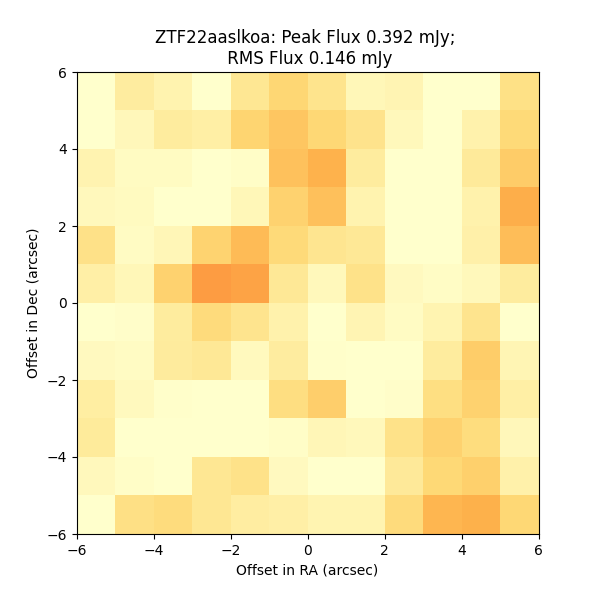 ZTF22aaslkoa: Peak Flux 0.392 mJy;
RMS Flux 0.146 mJy
6
4
2
0
−2
−4
−6
Offset in Dec (arcsec)
−6 −4 −2 0 2 4 6
Offset in RA (arcsec)